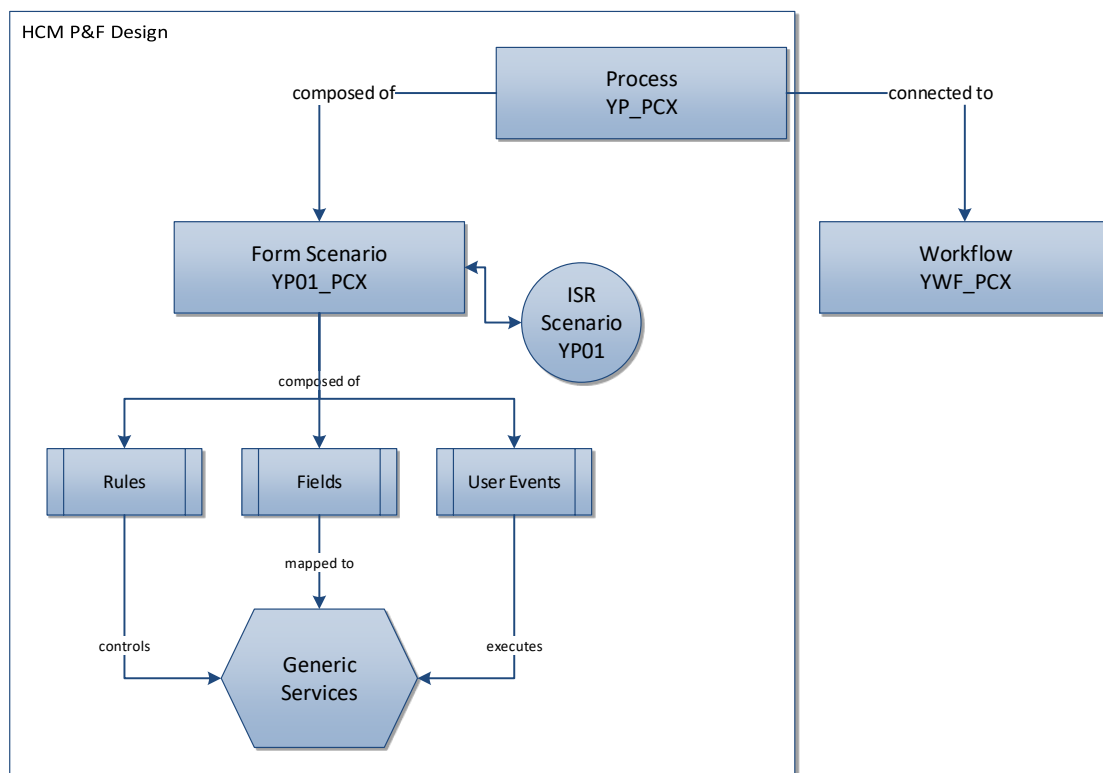 HCM P&F Design
Process
YP_PCX
composed of
connected to
Form Scenario
YP01_PCX
Workflow
YWF_PCX
ISR
Scenario
YP01
composed of
Rules
Fields
User Events
mapped to
controls
executes
Generic
Services